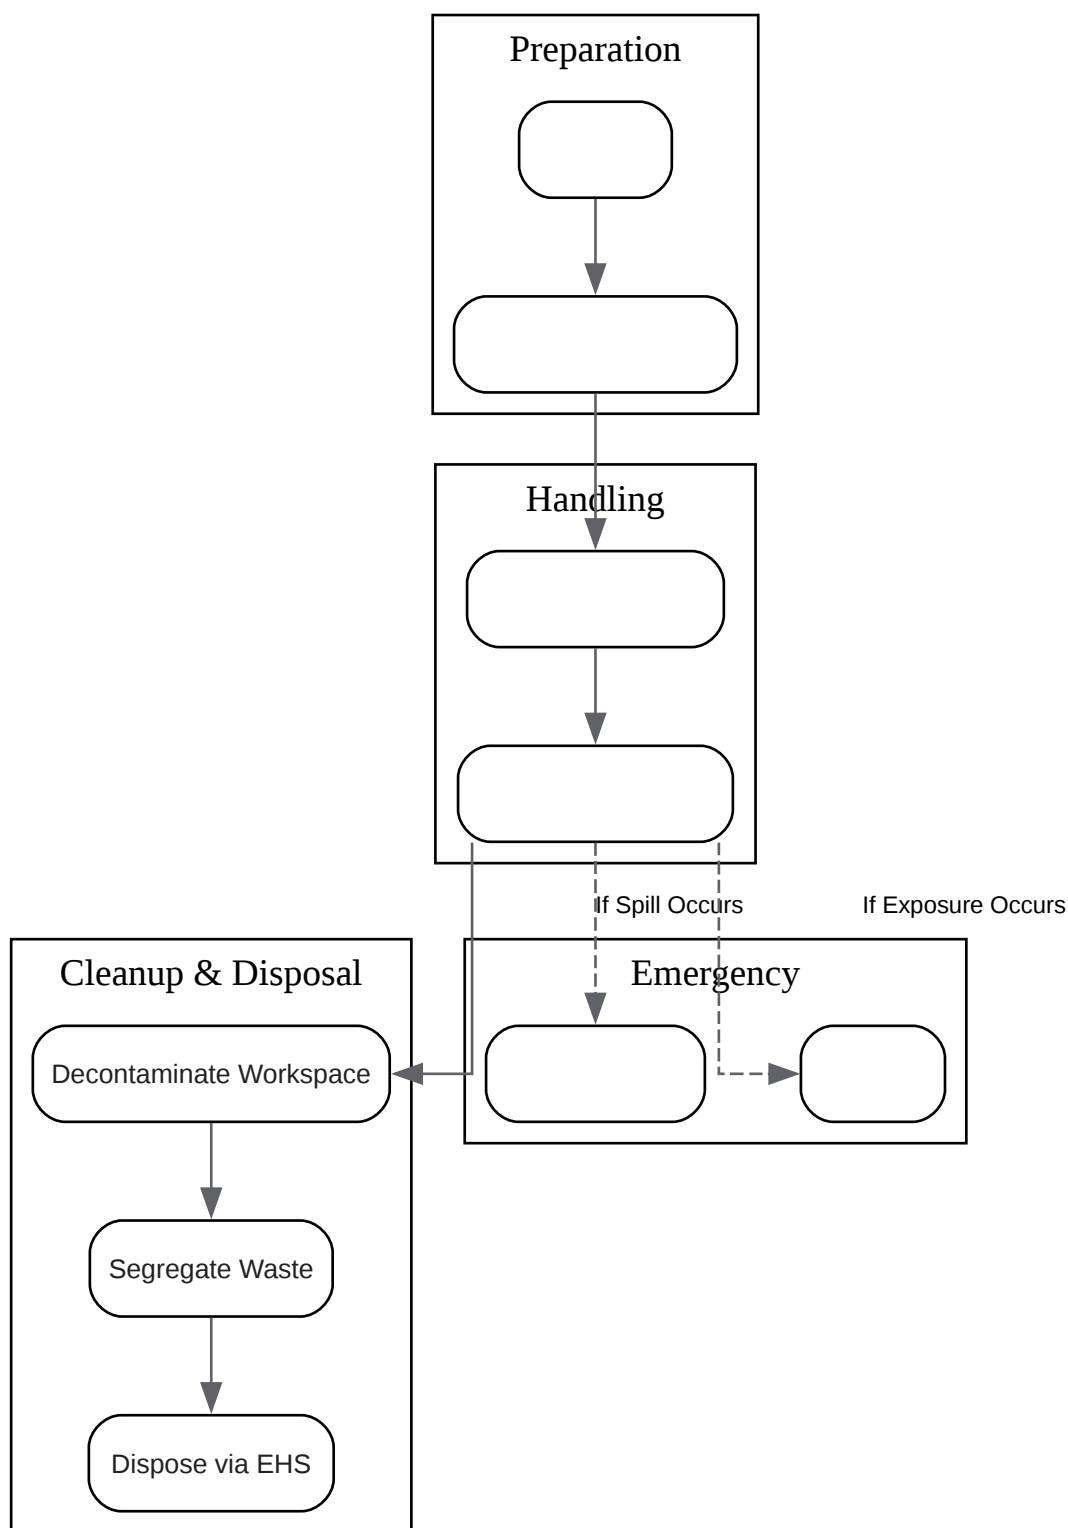 Preparation
Handling
If Spill Occurs
If Exposure Occurs
Cleanup & Disposal
Emergency
Decontaminate Workspace
Segregate Waste
Dispose via EHS